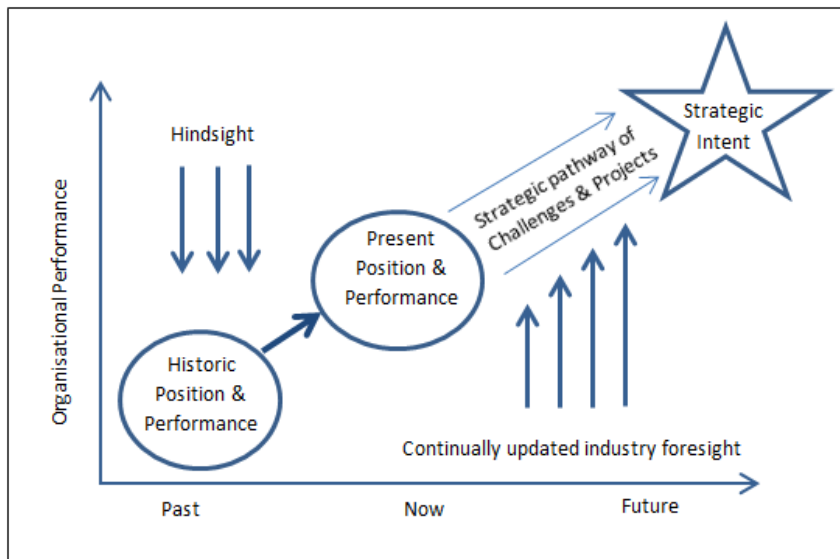 Strategic
Intent
Hindsight
Strategic pathway of
Challenges & Projects
Present
Position &
Performance
Organisational Performance
Historic
Position &
Performance
Continually updated industry foresight
Past
Now
Future